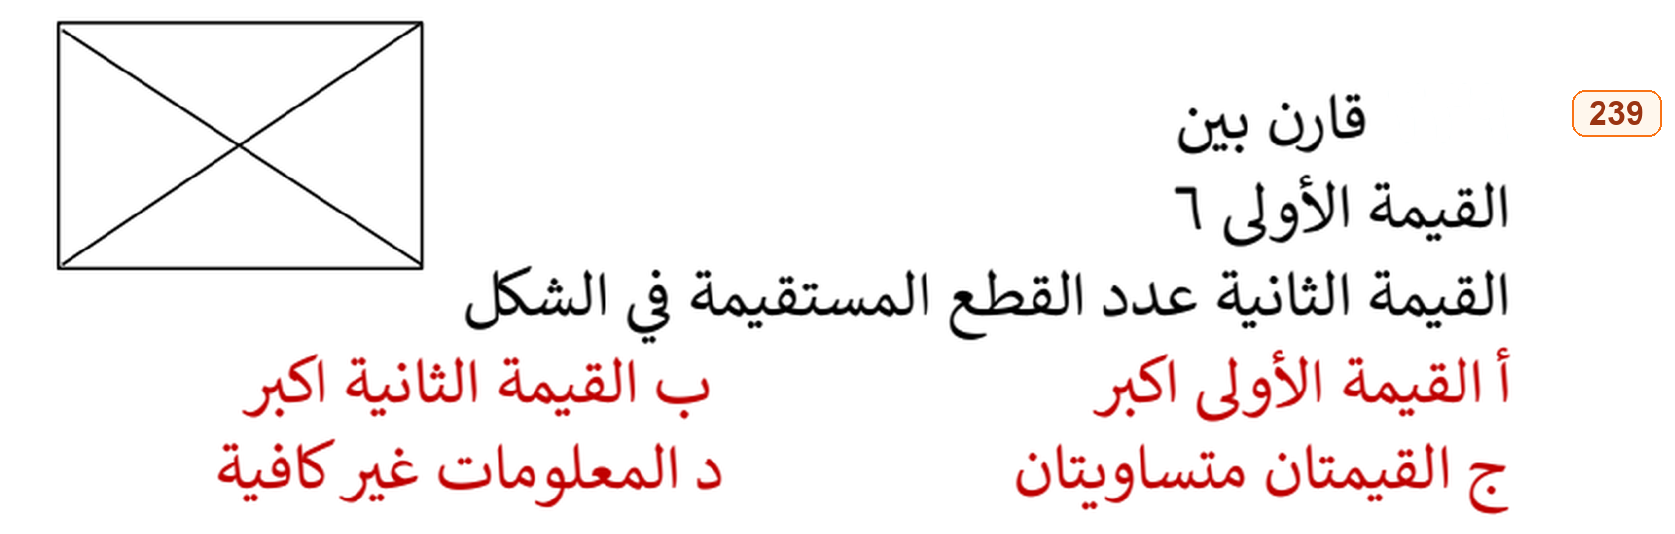 239
قارن بين
القيمة الأولى ٦
القيمة الثانية عدد القطع المستقيمة في الشكل
أ القيمة الأولى اكبر ب القيمة الثانية اكبر
ج القيمتان متساويتان د المعلومات غير كافية